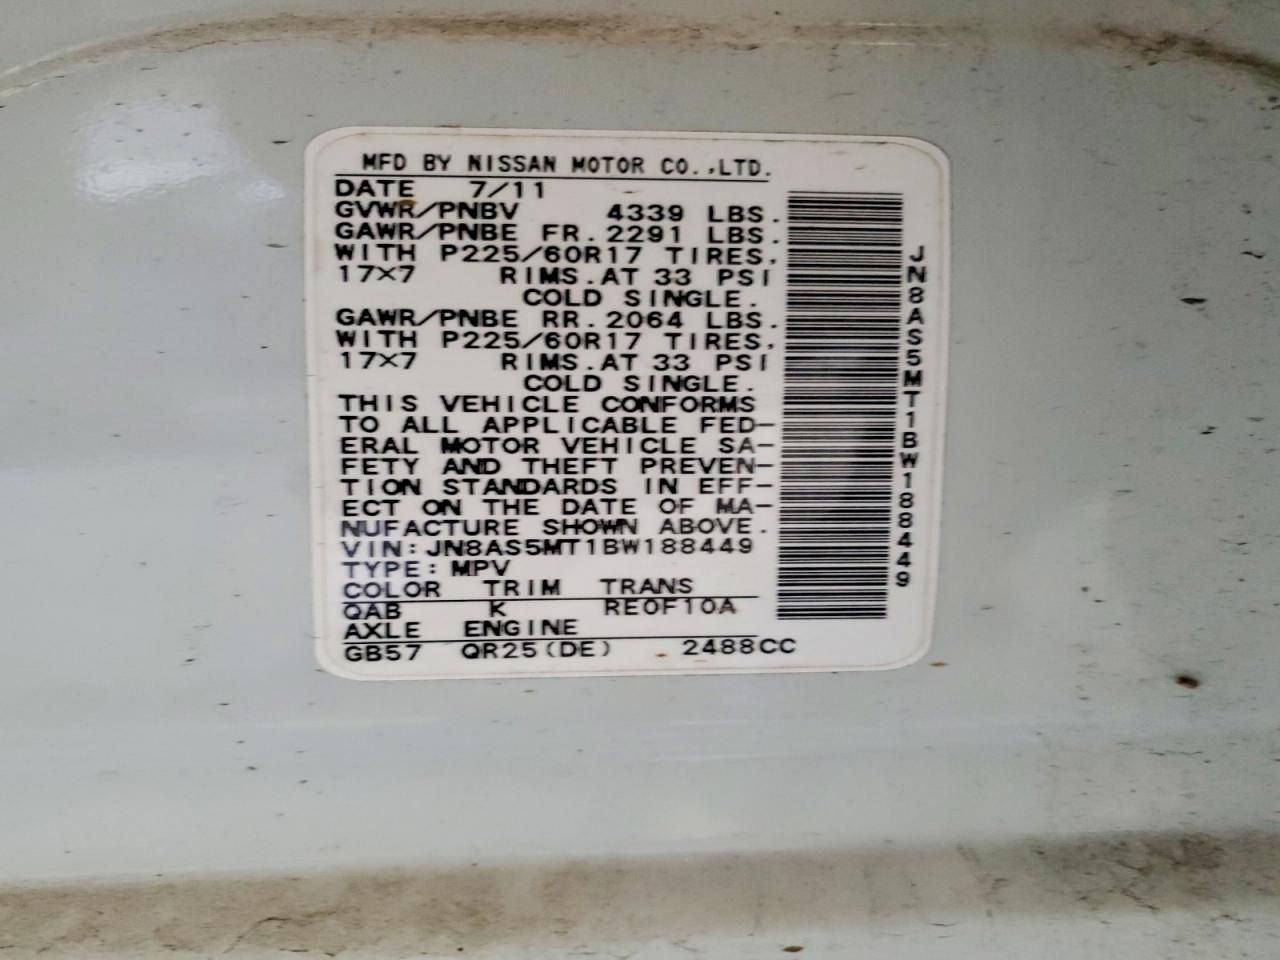 MFD BY NISSAN MOTOR CO.,LTD.
DATE 7/11
GVWR/PNBV 4339 LBS.
GAWR/PNBE FR. 2291 LBS.
WITH P225/60R17 TIRES,
17×7 RIMS.AT 33 PSI
COLD SINGLE.
GAWR/PNBE RR. 2064 LBS.
WITH P225/60R17 TIRES,
17×7 RIMS.AT 33 PSI
COLD SINGLE.
THIS VEHICLE CONFORMS
TO ALL APPLICABLE FED-
ERAL MOTOR VEHICLE SA-
FETY AND THEFT PREVEN-
TION STANDARDS IN EFF-
ECT ON THE DATE OF MA-
NUFACTURE SHOWN ABOVE.
VIN:JN8AS5MT1BW188449
TYPE:MPV
COLOR TRIM TRANS
QAB K RE0F10A
AXLE ENGINE
GB57 QR25(DE) 2488CC
JN8AS5MT1BW188449